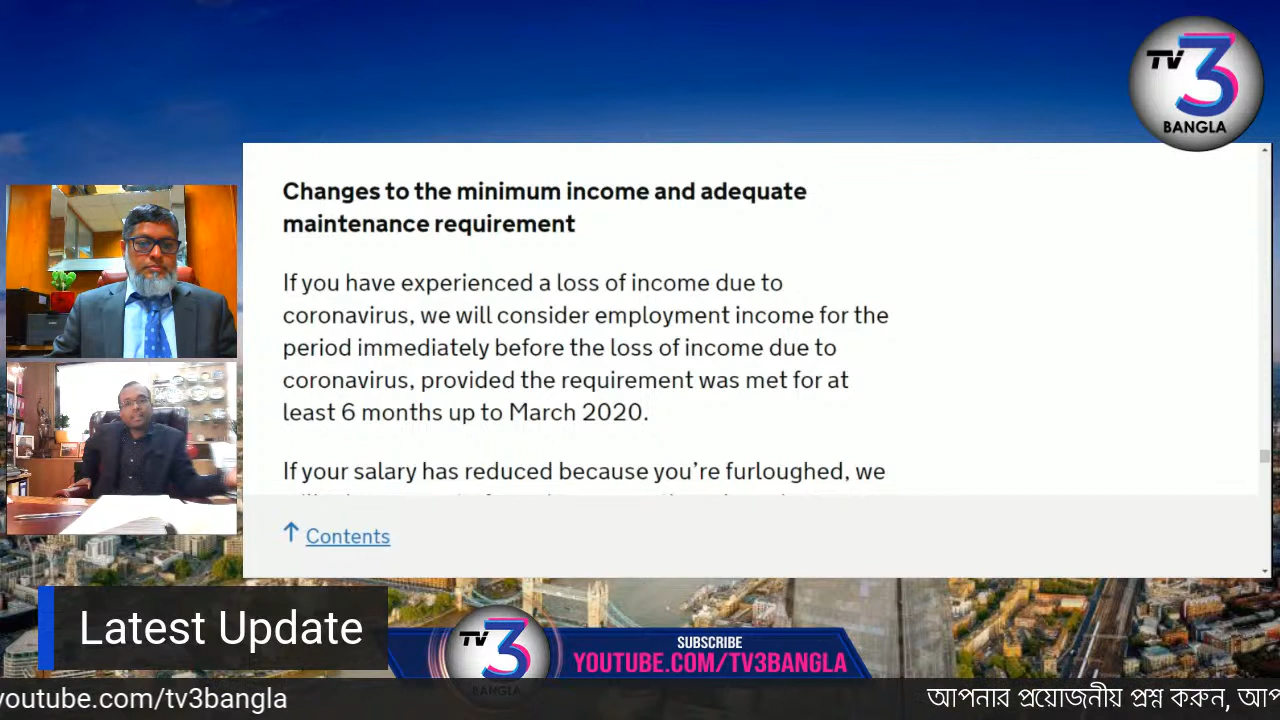 TV3
BANGLA
Changes to the minimum income and adequate
maintenance requirement
If you have experienced a loss of income due to
coronavirus, we will consider employment income for the
period immediately before the loss of income due to
coronavirus, provided the requirement was met for at
least 6 months up to March 2020.
If your salary has reduced because you’re furloughed, we
↑ Contents
Latest Update
TV3
BANGLA
SUBSCRIBE
YOUTUBE.COM/TV3BANGLA
youtube.com/tv3bangla
আপনার প্রয়োজনীয় প্রশ্ন করুন, আপ